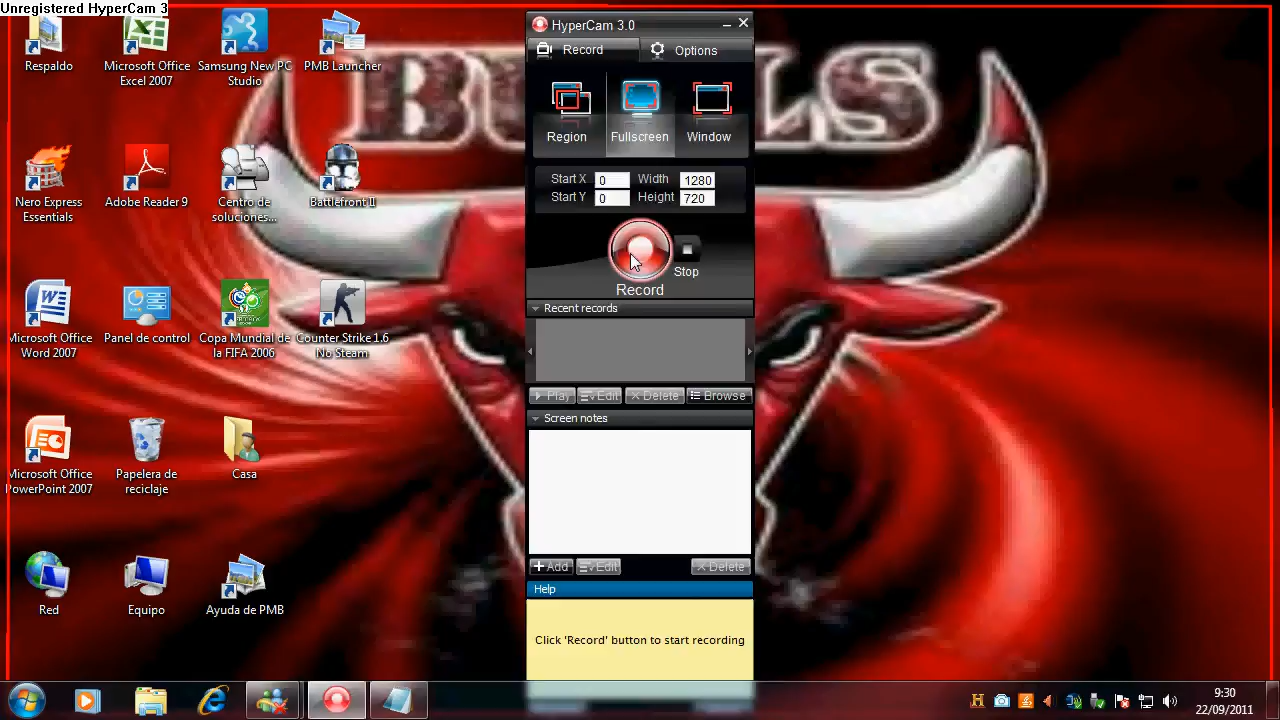 Unregistered HyperCam 3
Respaldo
Microsoft Office
Excel 2007
Samsung New PC
Studio
PMB Launcher
BULLS
Nero Express
Essentials
Adobe Reader 9
Centro de
soluciones...
Battlefront II
Microsoft Office
Word 2007
Panel de control
Copa Mundial de
la FIFA 2006
Counter Strike 1.6
No Steam
Microsoft Office
PowerPoint 2007
Papelera de
reciclaje
Casa
Red
Equipo
Ayuda de PMB
HyperCam 3.0
Record
Options
Region
Fullscreen
Window
Start X
0
Width
1280
Start Y
0
Height
720
Stop
Record
Recent records
Play
Edit
Delete
Browse
Screen notes
Add
Edit
Delete
Help
Click 'Record' button to start recording
9:30
22/09/2011